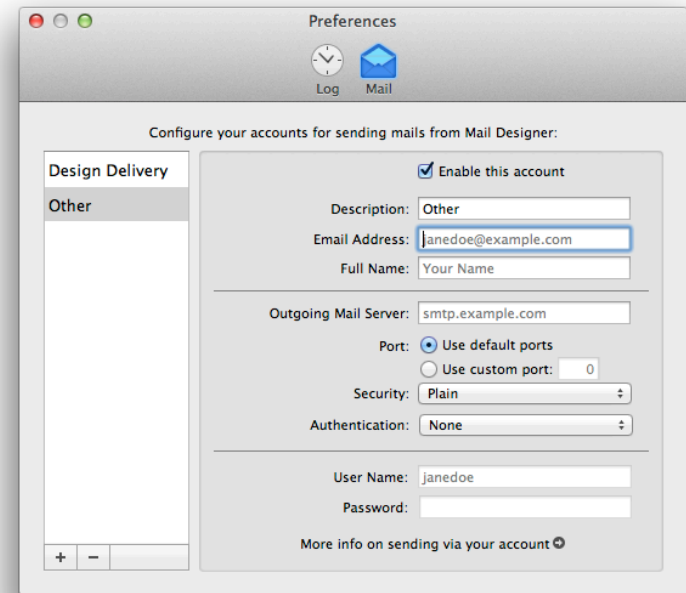 Preferences
Log Mail
Configure your accounts for sending mails from Mail Designer:
Design Delivery
Other
Enable this account
Description: Other
Email Address: janedoe@example.com
Full Name: Your Name
Outgoing Mail Server: smtp.example.com
Port: Use default ports
Use custom port: 0
Security: Plain
Authentication: None
User Name: janedoe
Password:
More info on sending via your account
+ −